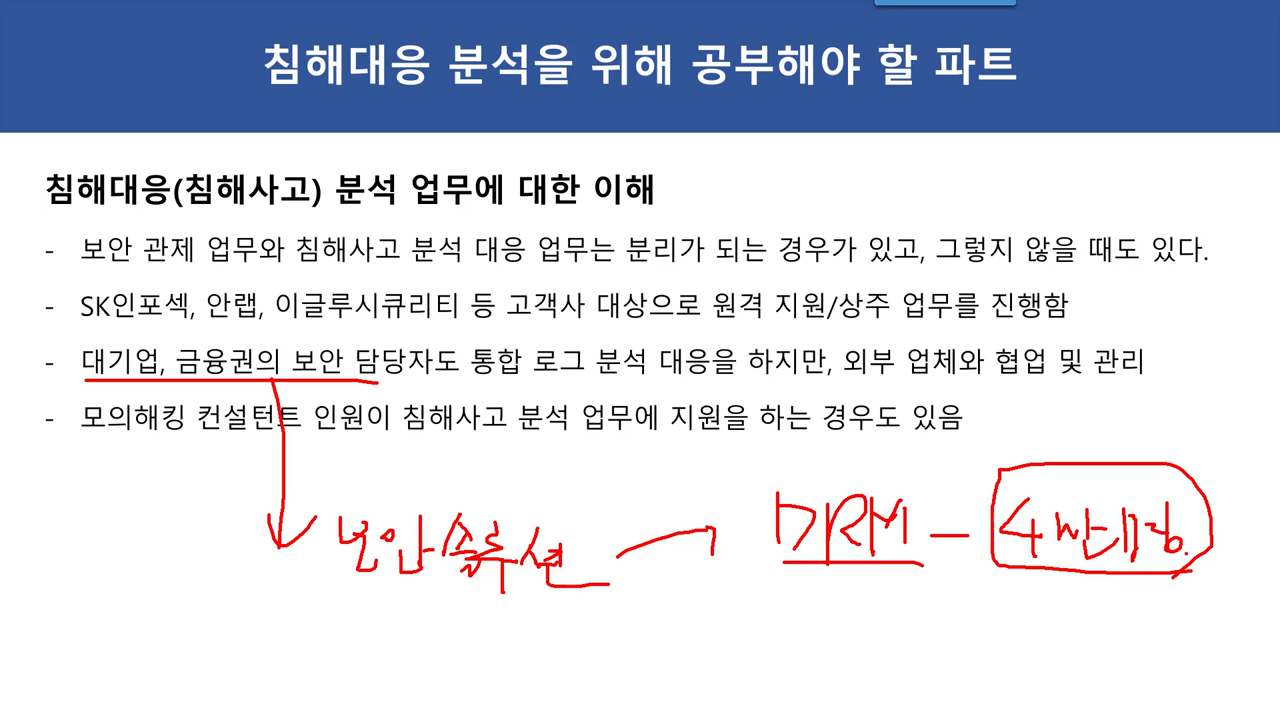 침해대응 분석을 위해 공부해야 할 파트
침해대응(침해사고) 분석 업무에 대한 이해
- 보안 관제 업무와 침해사고 분석 대응 업무는 분리가 되는 경우가 있고, 그렇지 않을 때도 있다.
- SK인포섹, 안랩, 이글루시큐리티 등 고객사 대상으로 원격 지원/상주 업무를 진행함
- 대기업, 금융권의 보안 담당자도 통합 로그 분석 대응을 하지만, 외부 업체와 협업 및 관리
- 모의해킹 컨설턴트 인원이 침해사고 분석 업무에 지원을 하는 경우도 있음
보안솔루션